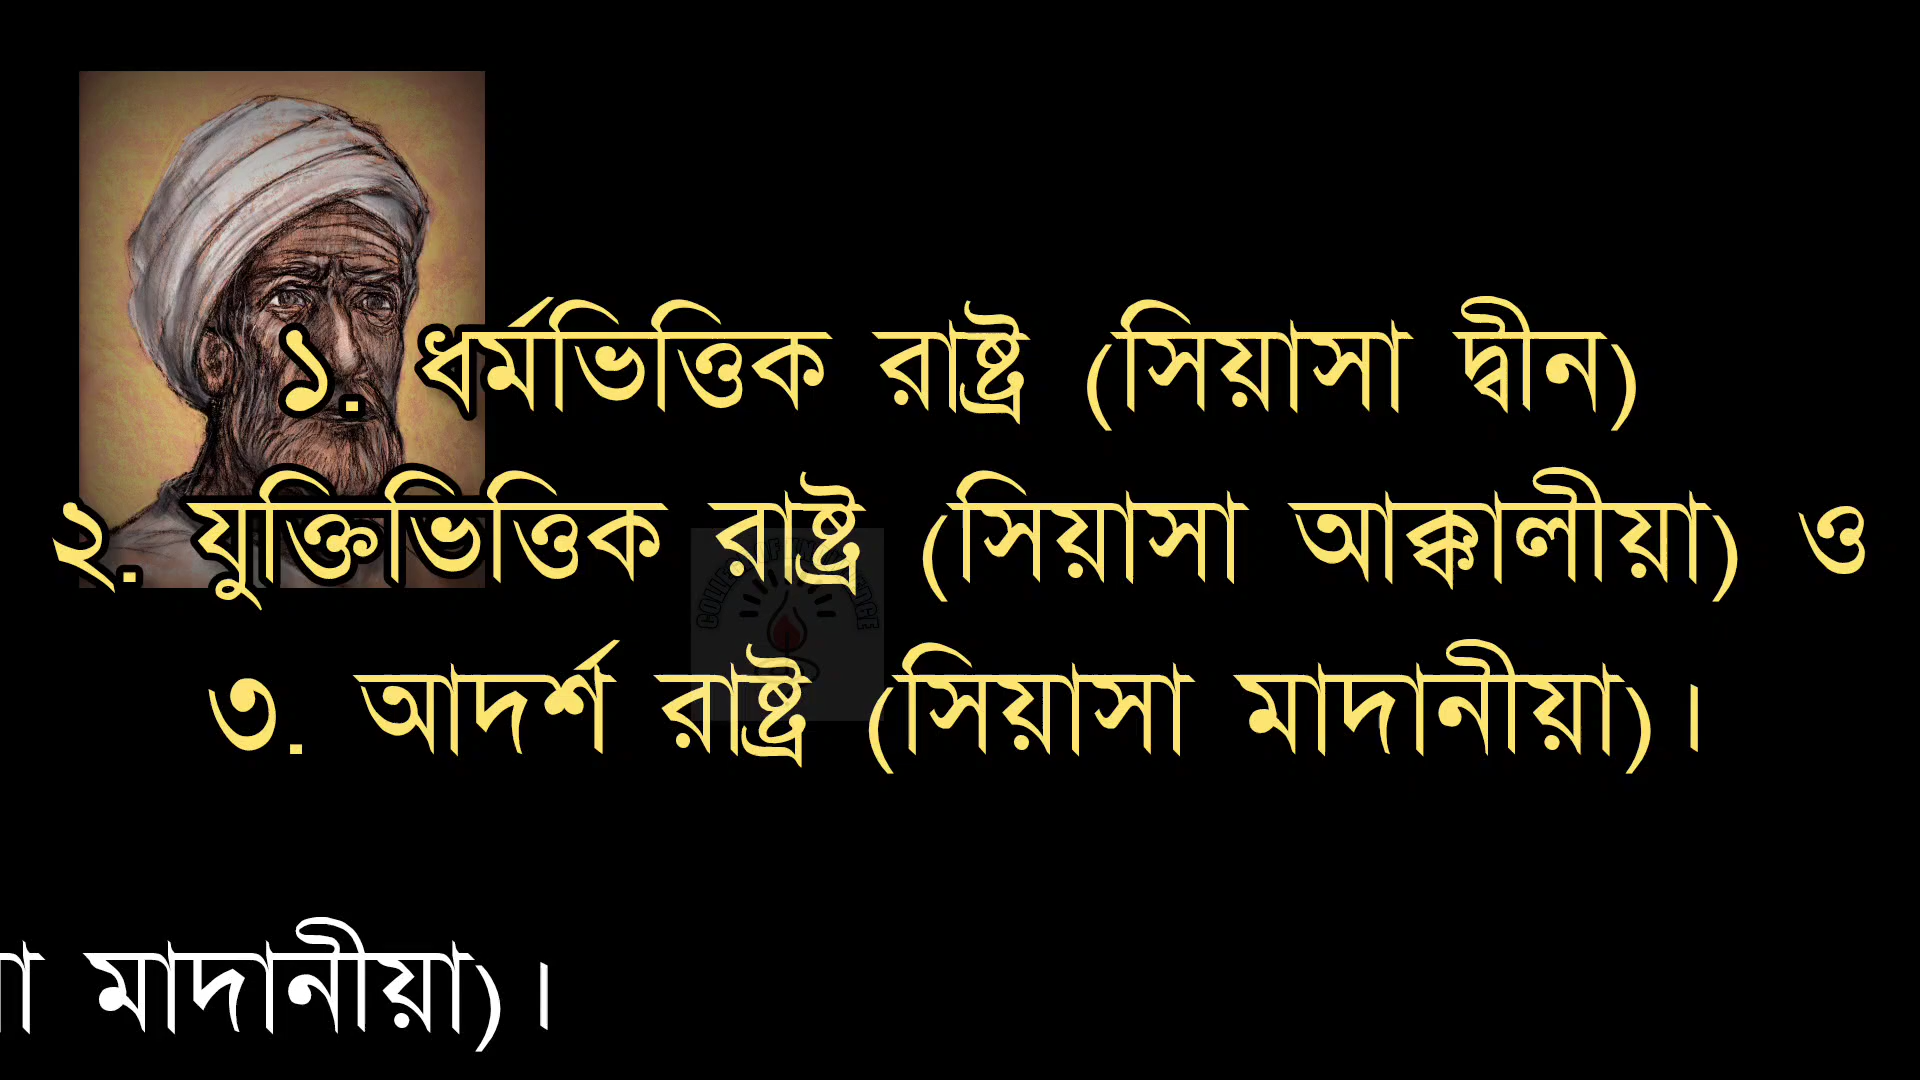 ১. ধর্মভিত্তিক রাষ্ট্র (সিয়াসা দ্বীন)
২. যুক্তিভিত্তিক রাষ্ট্র (সিয়াসা আক্কালীয়া) ও
৩. আদর্শ রাষ্ট্র (সিয়াসা মাদানীয়া)।
মাদানীয়া)।